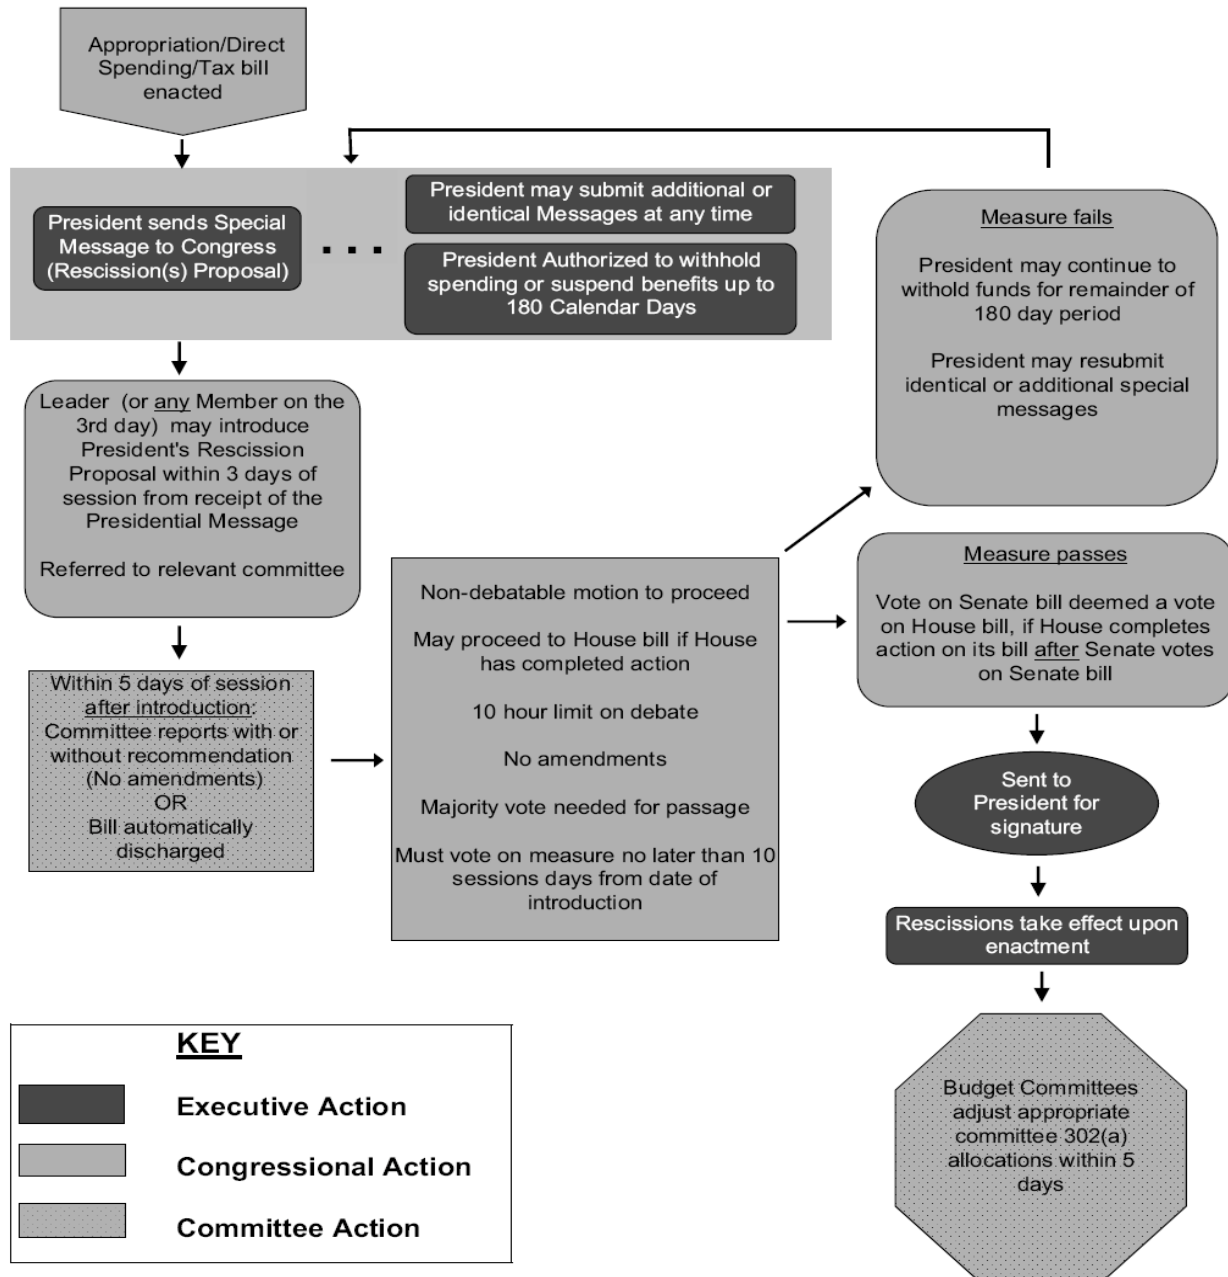 Appropriation/Direct
Spending/Tax bill
enacted
President sends Special
Message to Congress
(Rescission(s) Proposal)
. . .
President may submit additional or
identical Messages at any time
President Authorized to withhold
spending or suspend benefits up to
180 Calendar Days
Measure fails
President may continue to
withold funds for remainder of
180 day period
President may resubmit
identical or additional special
messages
Leader (or any Member on the
3rd day) may introduce
President's Rescission
Proposal within 3 days of
session from receipt of the
Presidential Message
Referred to relevant committee
Within 5 days of session
after introduction:
Committee reports with or
without recommendation
(No amendments)
OR
Bill automatically
discharged
Non-debatable motion to proceed
May proceed to House bill if House
has completed action
10 hour limit on debate
No amendments
Majority vote needed for passage
Must vote on measure no later than 10
sessions days from date of
introduction
Measure passes
Vote on Senate bill deemed a vote
on House bill, if House completes
action on its bill after Senate votes
on Senate bill
Sent to
President for
signature
Rescissions take effect upon
enactment
Budget Committees
adjust appropriate
committee 302(a)
allocations within 5
days
KEY
Executive Action
Congressional Action
Committee Action